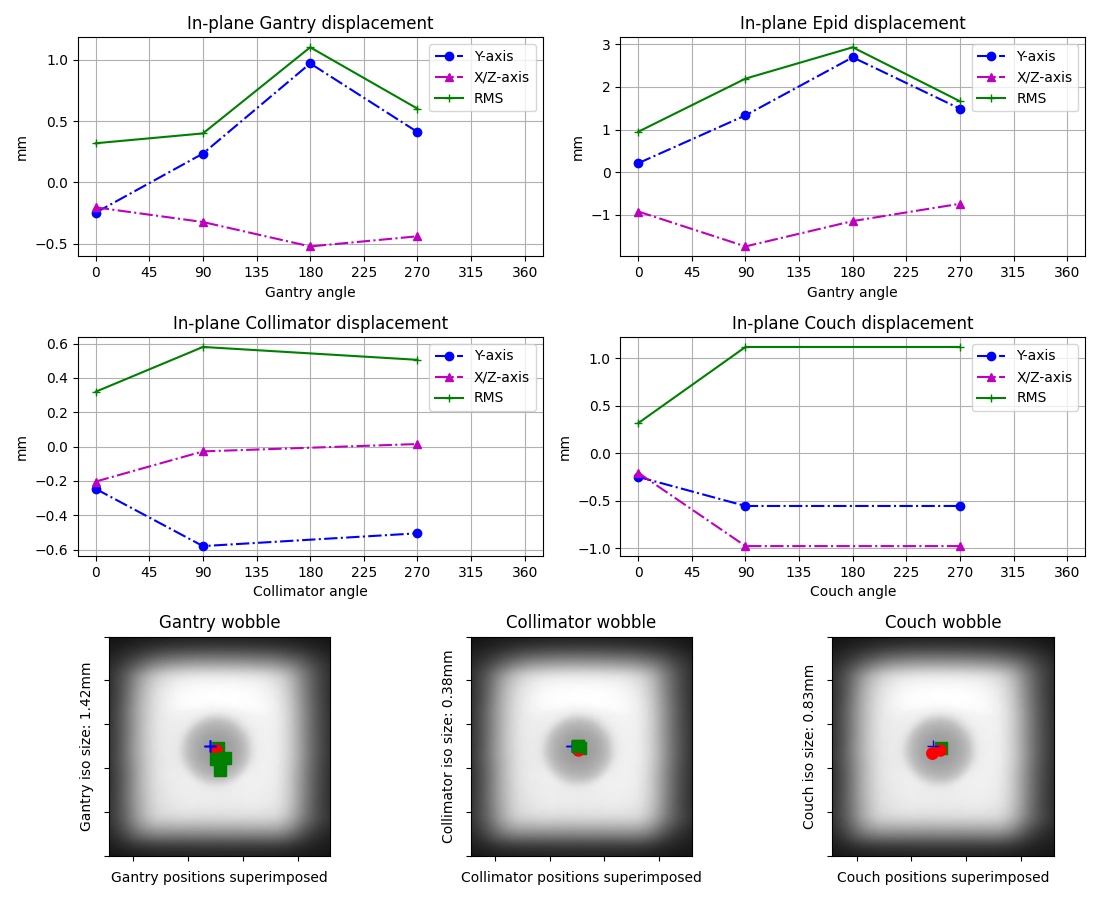 In-plane Gantry displacement
mm
1.0
0.5
0.0
−0.5
Y-axis
X/Z-axis
RMS
0 45 90 135 180 225 270 315 360
Gantry angle
In-plane Epid displacement
mm
3
2
1
0
−1
Y-axis
X/Z-axis
RMS
0 45 90 135 180 225 270 315 360
Gantry angle
In-plane Collimator displacement
mm
0.6
0.4
0.2
0.0
−0.2
−0.4
−0.6
Y-axis
X/Z-axis
RMS
0 45 90 135 180 225 270 315 360
Collimator angle
In-plane Couch displacement
mm
1.0
0.5
0.0
−0.5
−1.0
Y-axis
X/Z-axis
RMS
0 45 90 135 180 225 270 315 360
Couch angle
Gantry wobble
Gantry iso size: 1.42mm
Gantry positions superimposed
Collimator wobble
Collimator iso size: 0.38mm
Collimator positions superimposed
Couch wobble
Couch iso size: 0.83mm
Couch positions superimposed